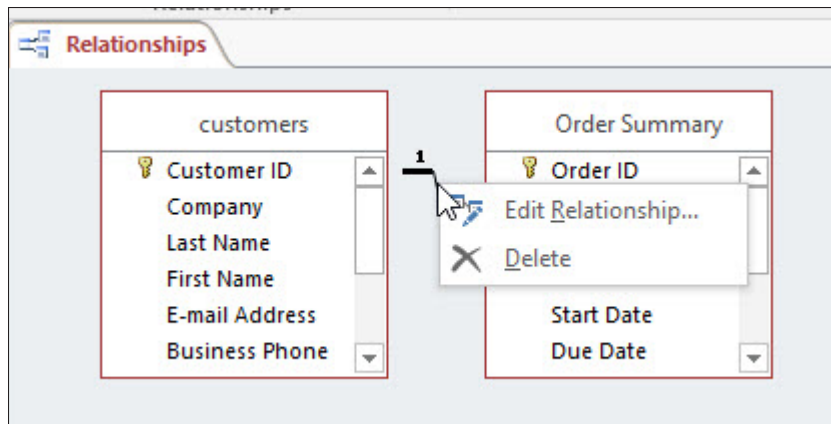 Relationships
Relationships
customers
Customer ID
Company
Last Name
First Name
E-mail Address
Business Phone
1
Order Summary
Order ID
Edit Relationship...
Delete
Start Date
Due Date